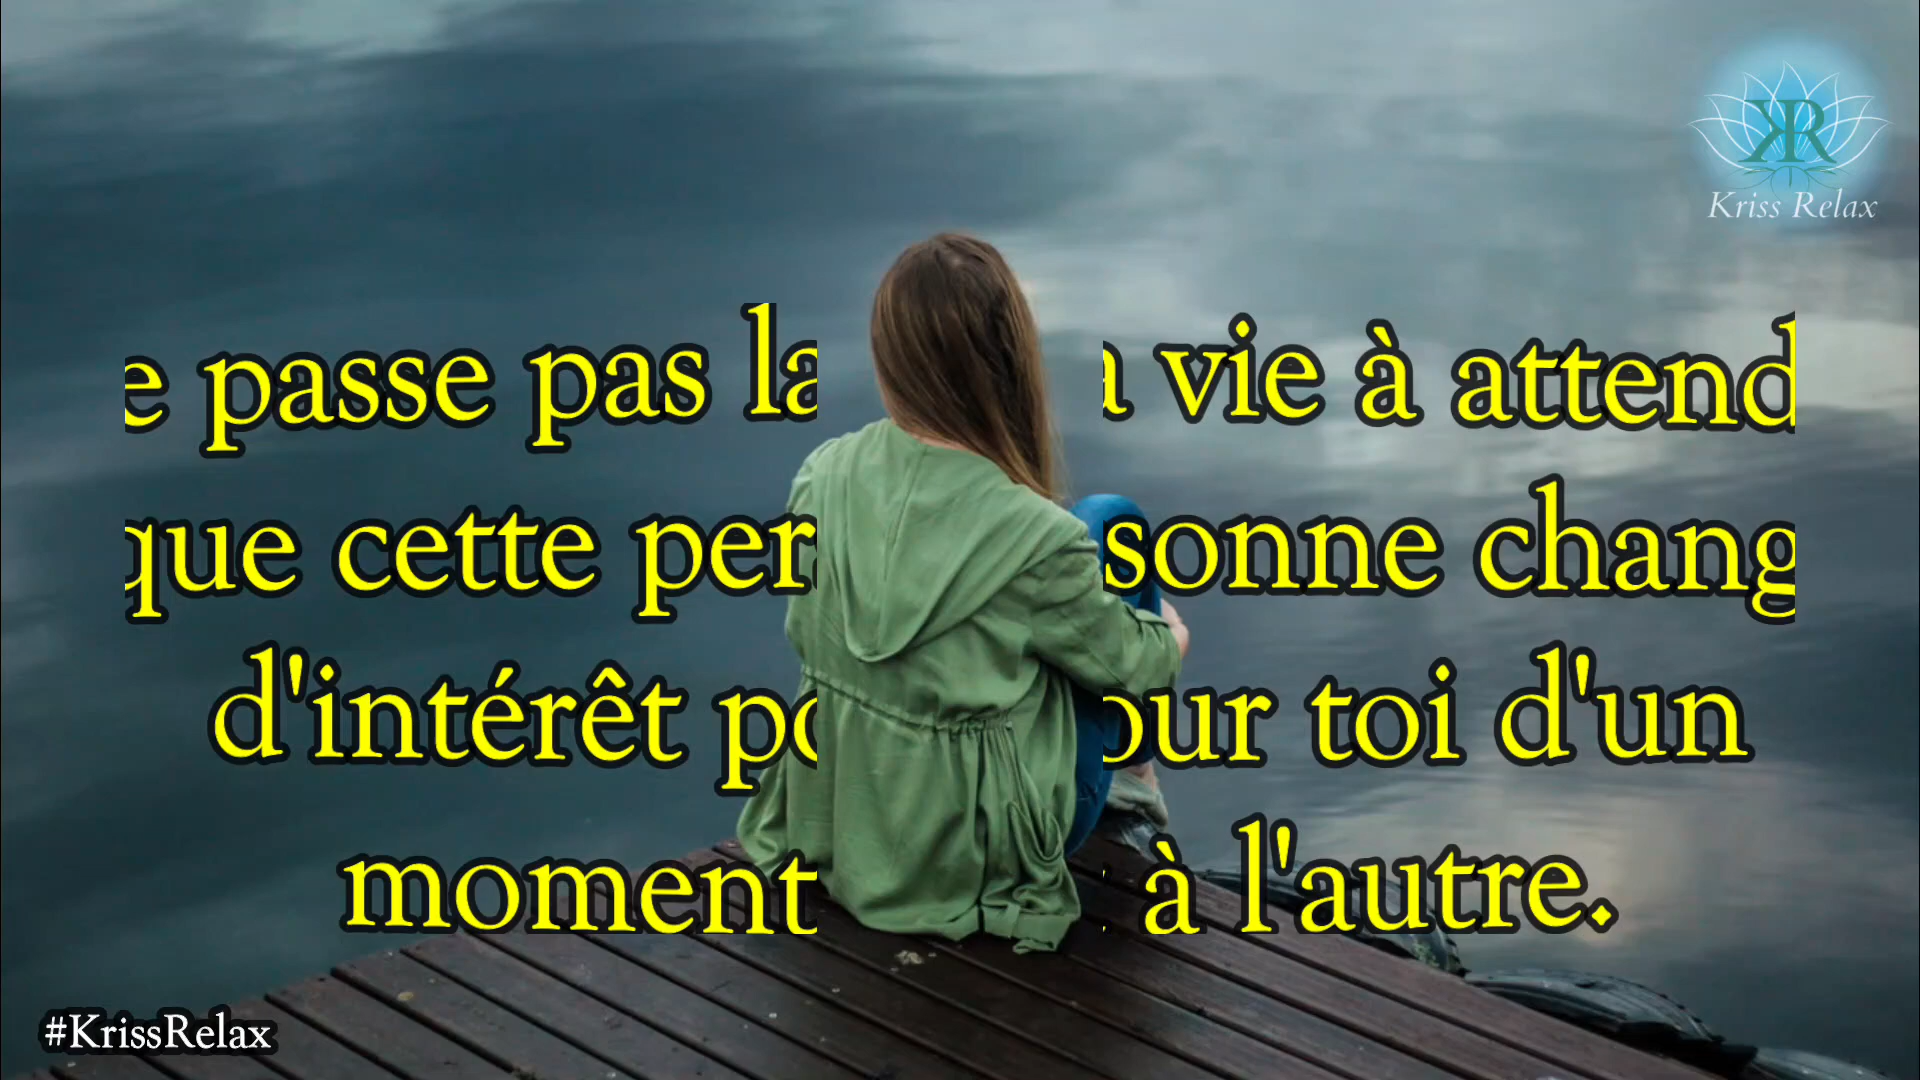 KR
Kriss Relax
e passe pas la a vie à attend
que cette per sonne chang
d'intérêt po our toi d'un
moment à l'autre.
#KrissRelax